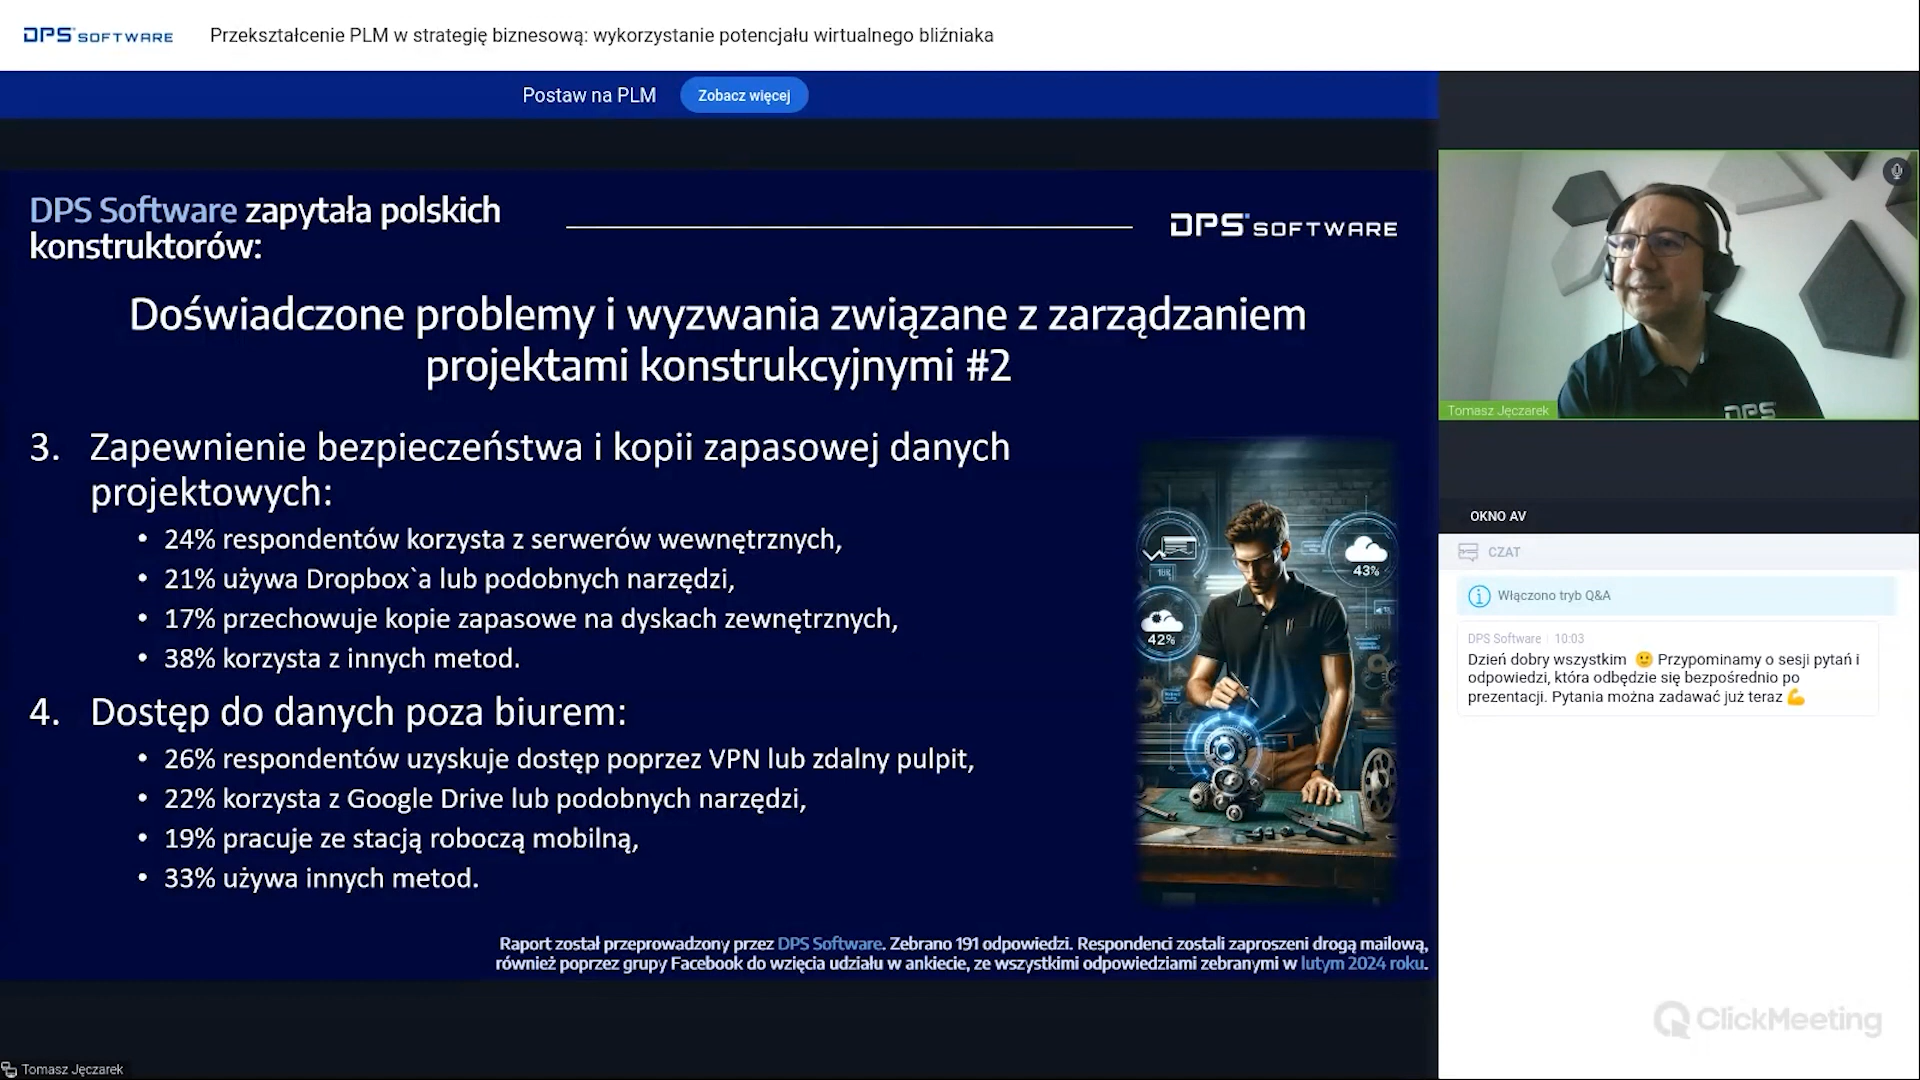 DPS SOFTWARE
Przekształcenie PLM w strategię biznesową: wykorzystanie potencjału wirtualnego bliźniaka
Postaw na PLM
Zobacz więcej
DPS Software zapytała polskich
konstruktorów:
DPS SOFTWARE
Doświadczone problemy i wyzwania związane z zarządzaniem
projektami konstrukcyjnymi #2
3. Zapewnienie bezpieczeństwa i kopii zapasowej danych
projektowych:
• 24% respondentów korzysta z serwerów wewnętrznych,
• 21% używa Dropbox`a lub podobnych narzędzi,
• 17% przechowuje kopie zapasowe na dyskach zewnętrznych,
• 38% korzysta z innych metod.
4. Dostęp do danych poza biurem:
• 26% respondentów uzyskuje dostęp poprzez VPN lub zdalny pulpit,
• 22% korzysta z Google Drive lub podobnych narzędzi,
• 19% pracuje ze stacją roboczą mobilną,
• 33% używa innych metod.
43%
42%
Raport został przeprowadzony przez DPS Software. Zebrano 191 odpowiedzi. Respondenci zostali zaproszeni drogą mailową,
również poprzez grupy Facebook do wzięcia udziału w ankiecie, ze wszystkimi odpowiedziami zebranymi w lutym 2024 roku.
Tomasz Jęczarek
DPS
Tomasz Jęczarek
OKNO AV
CZAT
Włączono tryb Q&A
DPS Software 10:03
Dzień dobry wszystkim 🙂 Przypominamy o sesji pytań i
odpowiedzi, która odbędzie się bezpośrednio po
prezentacji. Pytania można zadawać już teraz 💪
ClickMeeting